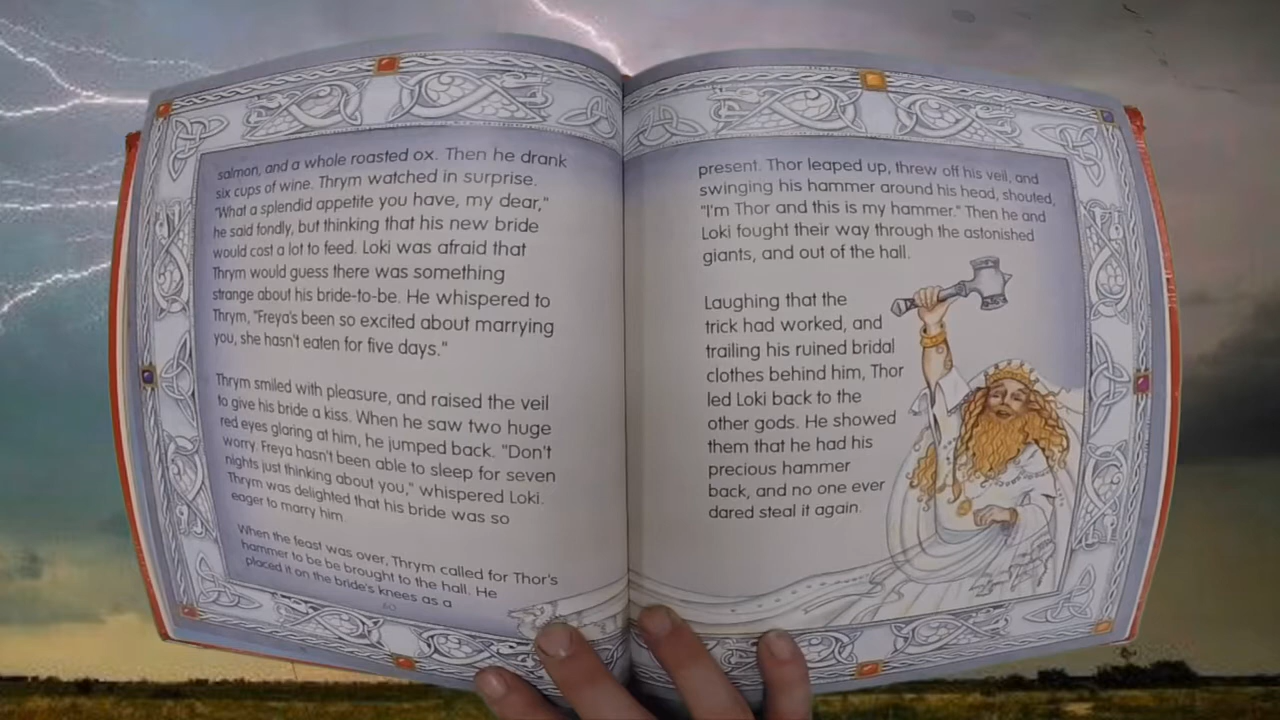 salmon, and a whole roasted ox. Then he drank
six cups of wine. Thrym watched in surprise.
"What a splendid appetite you have, my dear,"
he said fondly, but thinking that his new bride
would cost a lot to feed. Loki was afraid that
Thrym would guess there was something
strange about his bride-to-be. He whispered to
Thrym, "Freya's been so excited about marrying
you, she hasn't eaten for five days."
Thrym smiled with pleasure, and raised the veil
to give his bride a kiss. When he saw two huge
red eyes glaring at him, he jumped back. "Don't
worry. Freya hasn't been able to sleep for seven
nights just thinking about you," whispered Loki.
Thrym was delighted that his bride was so
eager to marry him
When the feast was over, Thrym called for Thor's
hammer to be be brought to the hall. He
placed it on the bride's knees as a
60
present. Thor leaped up, threw off his veil, and
swinging his hammer around his head, shouted,
"I'm Thor and this is my hammer." Then he and
Loki fought their way through the astonished
giants, and out of the hall.
Laughing that the
trick had worked, and
trailing his ruined bridal
clothes behind him, Thor
led Loki back to the
other gods. He showed
them that he had his
precious hammer
back, and no one ever
dared steal it again.